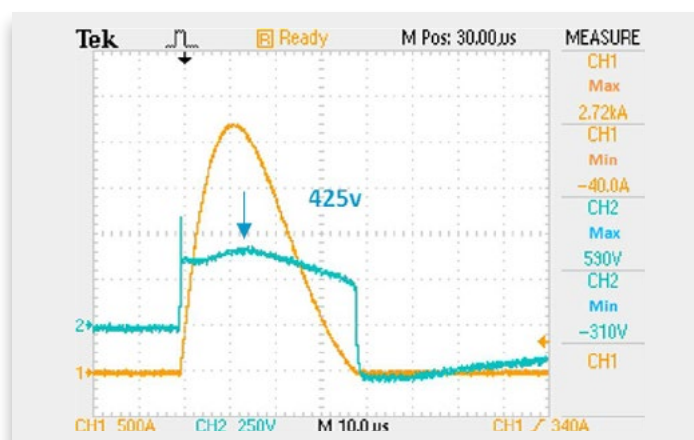 Tek R Ready M Pos: 30.00µs MEASURE
CH1
Max
2.72kA
CH1
Min
-40.0A
CH2
Max
590V
CH2
Min
-310V
CH1
425v
2
1
CH1 500A CH2 250V M 10.0µs CH1 / 340A